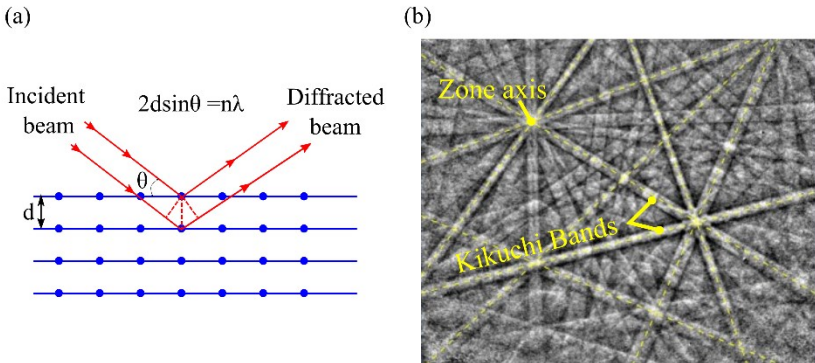 (a)
Incident
beam
2dsinθ =nλ
Diffracted
beam
θ
d
(b)
Zone axis
Kikuchi Bands